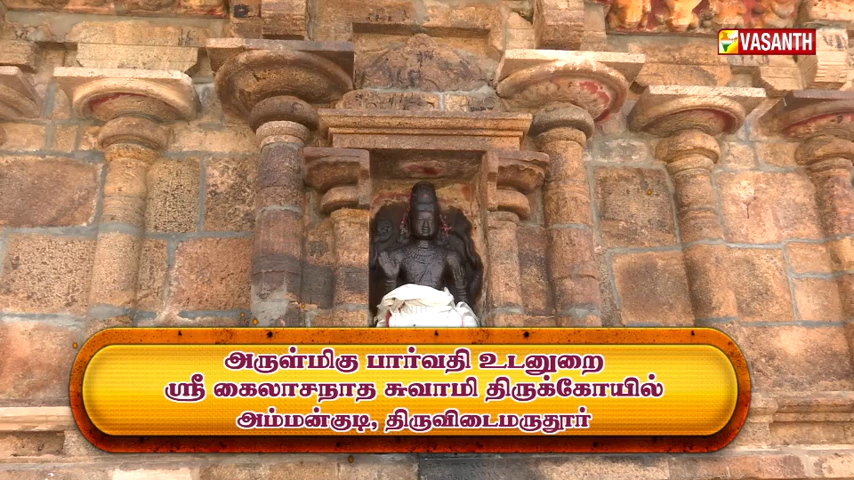 VASANTH
அருள்மிகு பார்வதி உடனுறை
ஸ்ரீ கைலாசநாத சுவாமி திருக்கோயில்
அம்மன்குடி, திருவிடைமருதூர்